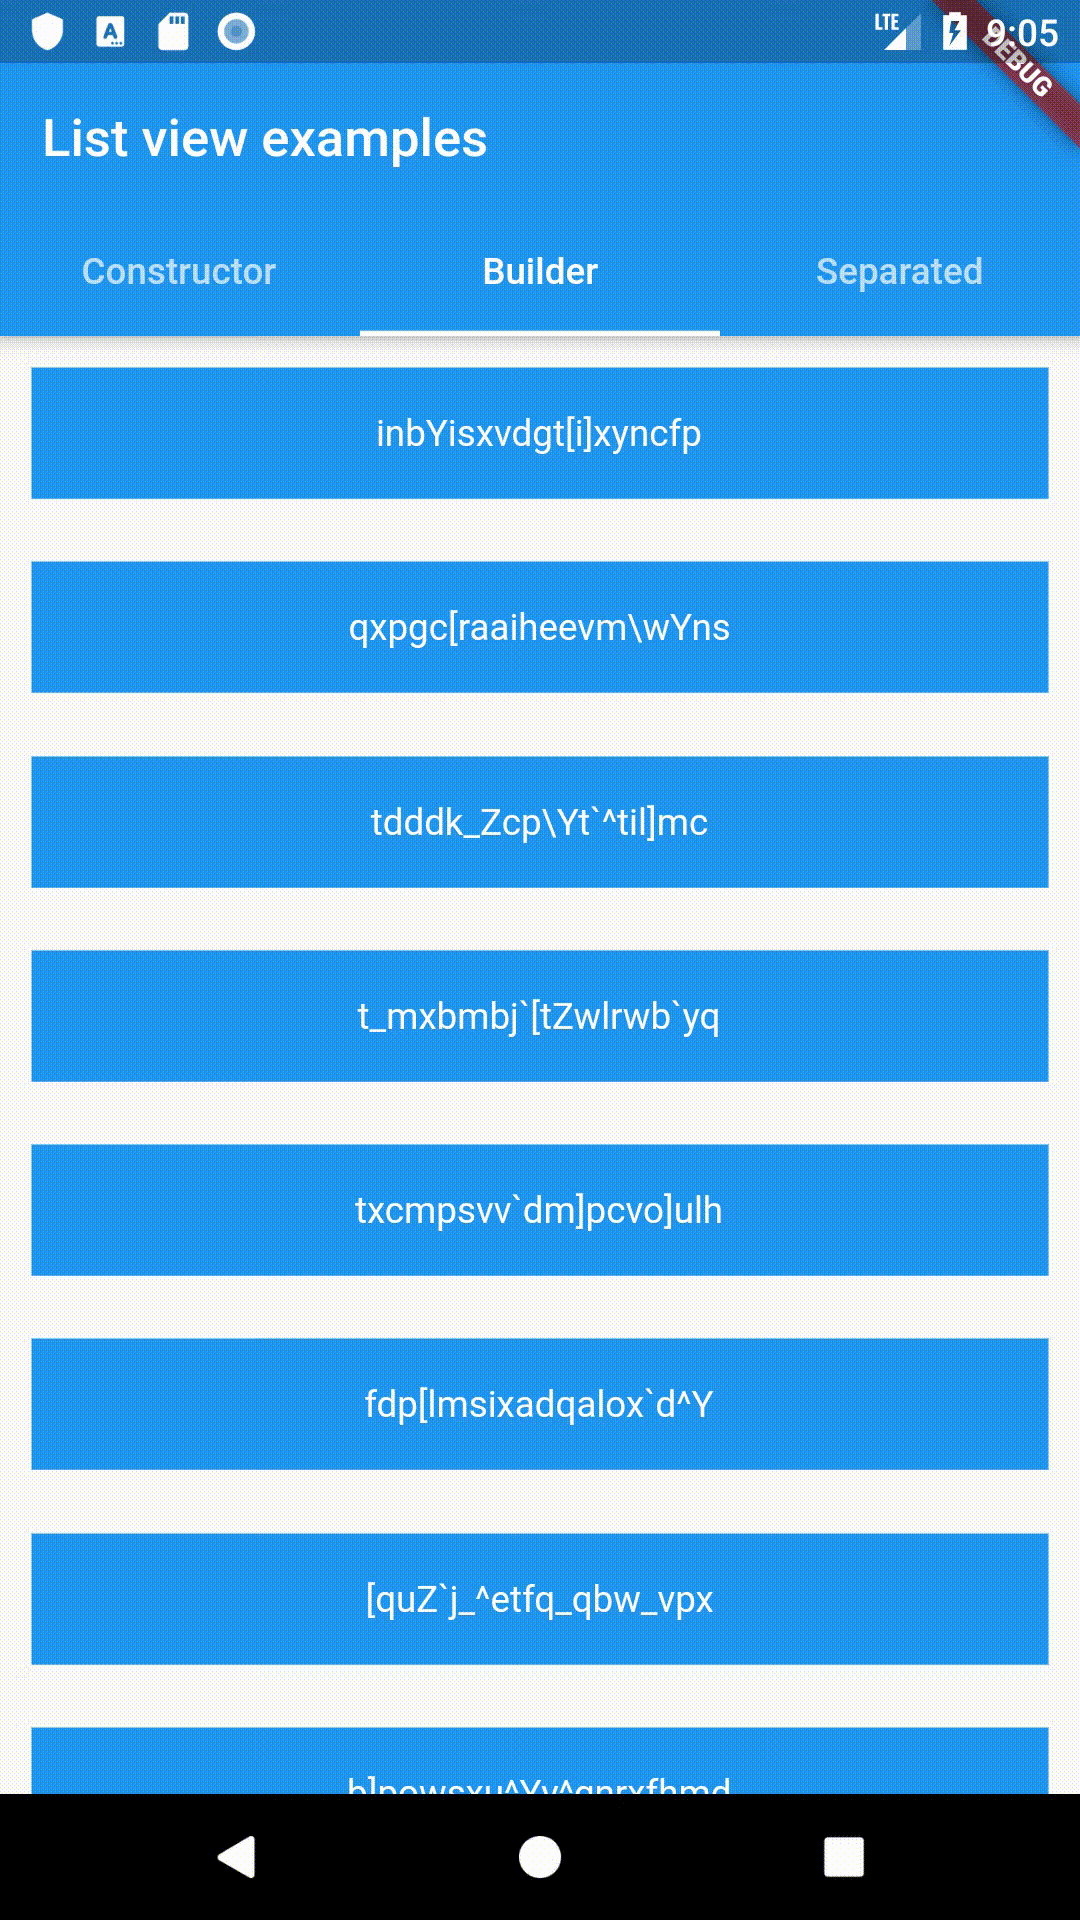 LTE 9:05
DEBUG
List view examples
Constructor Builder Separated
inbYisxvdgt[i]xyncfp
qxpgc[raaiheevm\wYns
tdddk_Zcp\Yt`^til]mc
t_mxbmbj`[tZwlrwb`yq
txcmpsvv`dm]pcvo]ulh
fdp[lmsixadqalox`d^Y
[quZ`j_^etfq_qbw_vpx